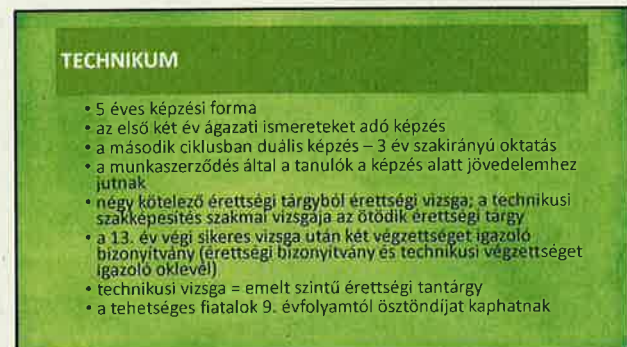 TECHNIKUM
• 5 éves képzési forma
• az első két év ágazati ismereteket adó képzés
• a második ciklusban duális képzés – 3 év szakirányú oktatás
• a munkaszerződés által a tanulók a képzés alatt jövedelemhez
jutnak
• négy kötelező érettségi tárgyból érettségi vizsga; a technikusi
szakképesítés szakmai vizsgája az ötödik érettségi tárgy
• a 13. év végi sikeres vizsga után két végzettséget igazoló
bizonyítvány (érettségi bizonyítvány és technikusi végzettséget
igazoló oklevél)
• technikusi vizsga = emelt szintű érettségi tantárgy
• a tehetséges fiatalok 9. évfolyamtól ösztöndíjat kaphatnak